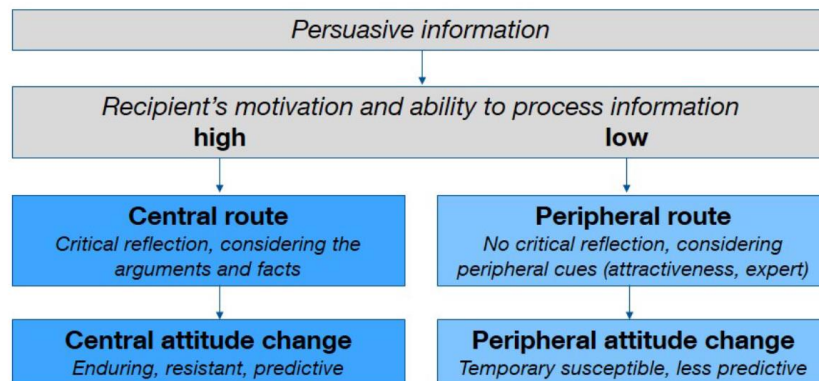 Persuasive information
Recipient's motivation and ability to process information
high low
Central route
Critical reflection, considering the
arguments and facts
Peripheral route
No critical reflection, considering
peripheral cues (attractiveness, expert)
Central attitude change
Enduring, resistant, predictive
Peripheral attitude change
Temporary susceptible, less predictive